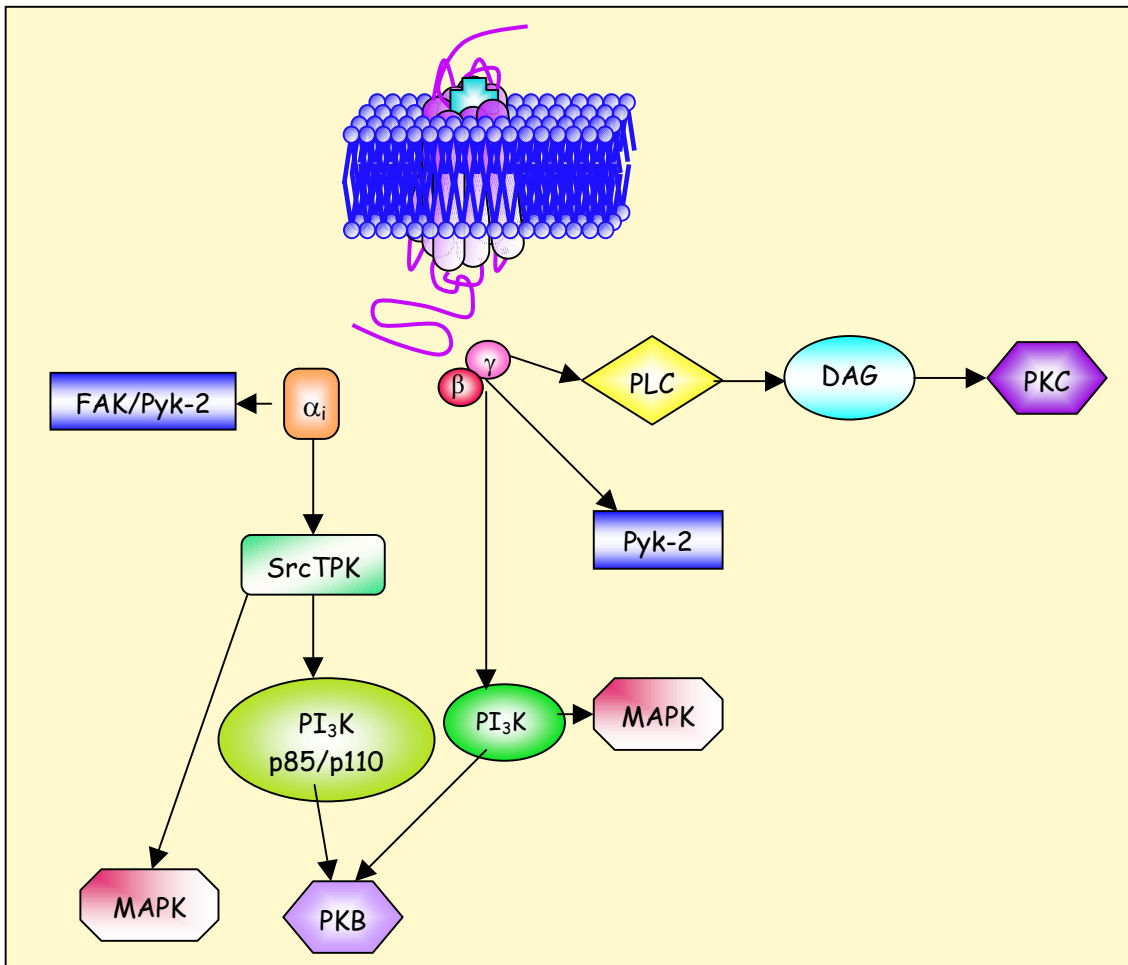 γ
β
PLC
DAG
PKC
FAK/Pyk-2
αi
Pyk-2
SrcTPK
PI₃K
p85/p110
PI₃K
MAPK
MAPK
PKB